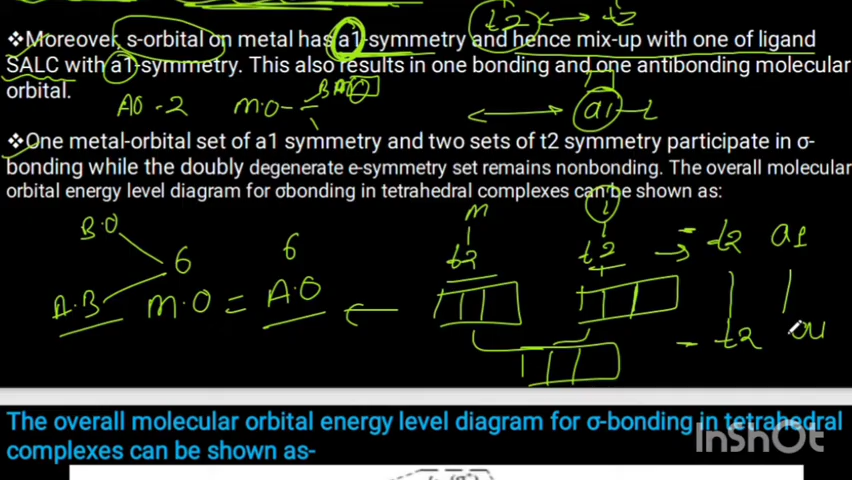 t2 ↔ t2
❖Moreover, s-orbital on metal has a1-symmetry and hence mix-up with one of ligand
SALC with a1-symmetry. This also results in one bonding and one antibonding molecular
orbital.
A0 - 2 M.O
a1 - L
❖One metal-orbital set of a1 symmetry and two sets of t2 symmetry participate in σ-
bonding while the doubly degenerate e-symmetry set remains nonbonding. The overall molecular
orbital energy level diagram for σbonding in tetrahedral complexes can be shown as:
B.O M L
6 6 t2 t2 → t2 a1
A.B M.O = A.O ←
t2
The overall molecular orbital energy level diagram for σ-bonding in tetrahedral
complexes can be shown as-
InShOt